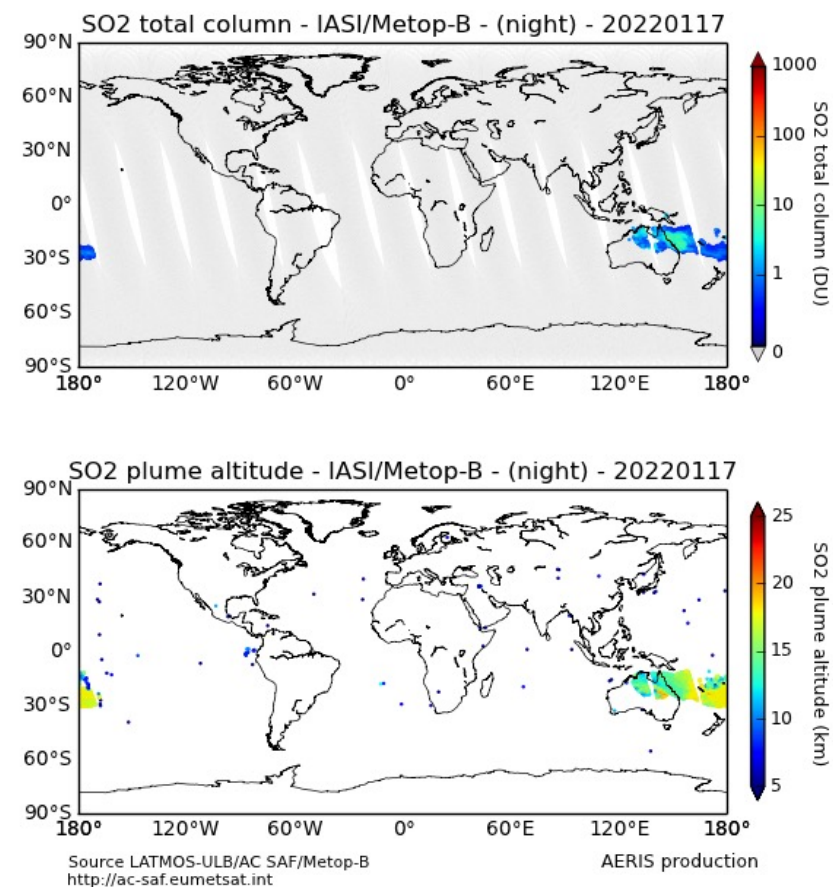 SO2 total column - IASI/Metop-B - (night) - 20220117
90°N
60°N
30°N
0°
30°S
60°S
90°S
180° 120°W 60°W 0° 60°E 120°E 180°
1000
100
10
1
0
SO2 total column (DU)
SO2 plume altitude - IASI/Metop-B - (night) - 20220117
90°N
60°N
30°N
0°
30°S
60°S
90°S
180° 120°W 60°W 0° 60°E 120°E 180°
25
20
15
10
5
SO2 plume altitude (km)
Source LATMOS-ULB/AC SAF/Metop-B
http://ac-saf.eumetsat.int
AERIS production